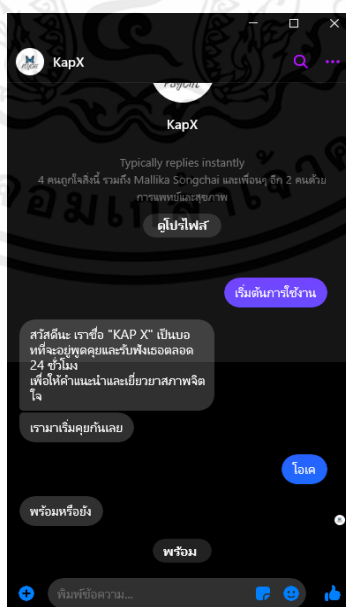 KapX
KapX
Typically replies instantly
4 คนถูกใจสิ่งนี้ รวมถึง Mallika Songchai และเพื่อนๆ อีก 2 คนด้วย
การแพทย์และสุขภาพ
ดูโปรไฟล์
เริ่มต้นการใช้งาน
สวัสดีนะ เราชื่อ "KAP X" เป็นบอ
ทที่จะอยู่พูดคุยและรับฟังเธอตลอด
24 ชั่วโมง
เพื่อให้คำแนะนำและเยี่ยวยาสภาพจิต
ใจ
เรามาเริ่มคุยกันเลย
โอเค
พร้อมหรือยัง
พร้อม
พิมพ์ข้อความ...